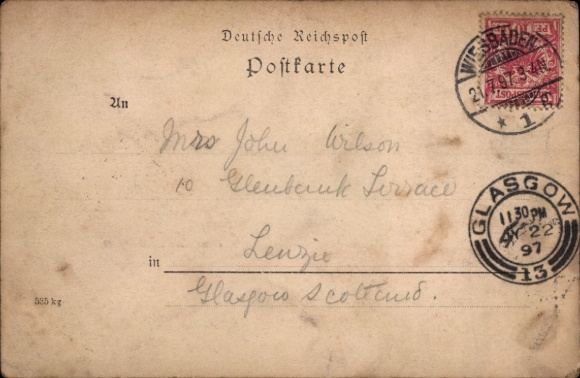 Deutsche Reichspost
Postkarte
An
WIESBADEN
1
Mrs John Wilson
10 Glenbank Terrace
Lenzie
in
Glasgow Scotland.
GLASGOW
11 30 PM
22
97
13
525 kg